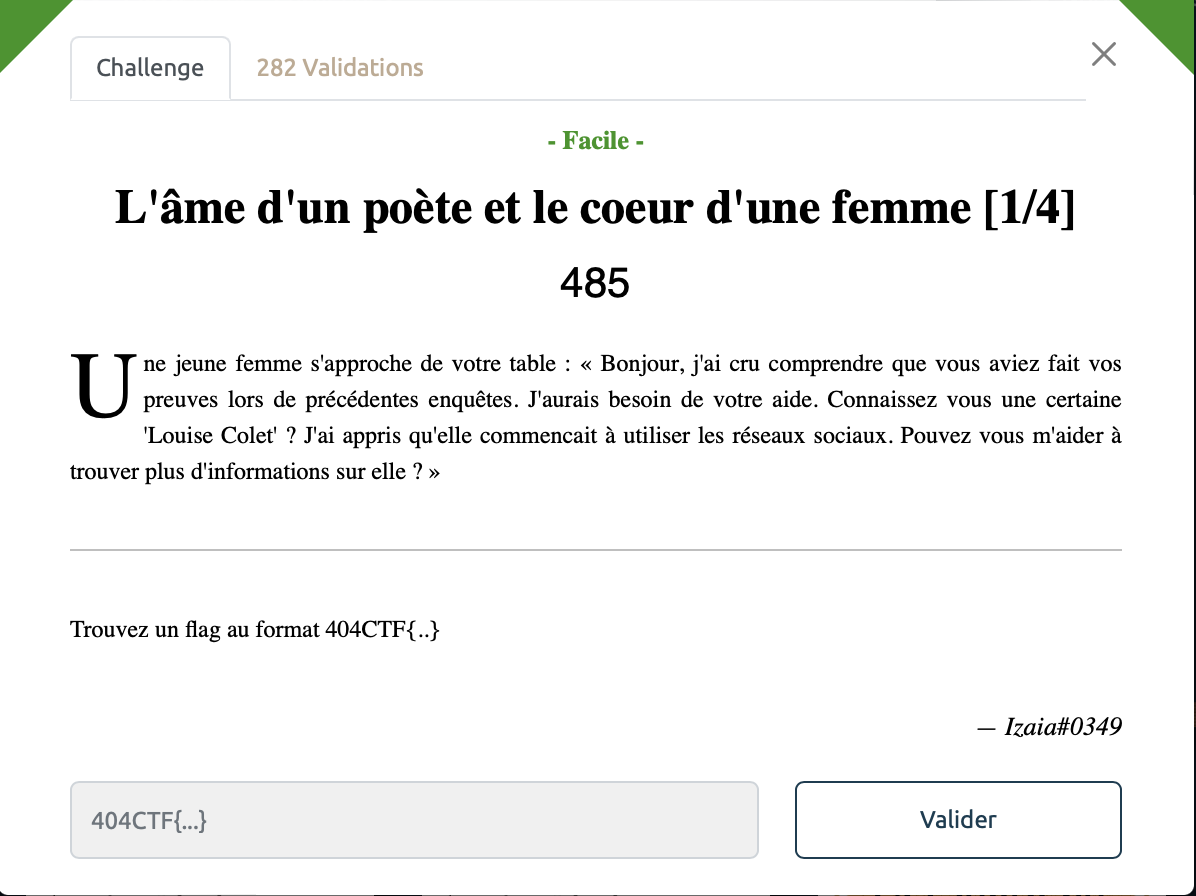 Challenge
282 Validations
- Facile -
L'âme d'un poète et le coeur d'une femme [1/4]
485
Une jeune femme s'approche de votre table : « Bonjour, j'ai cru comprendre que vous aviez fait vos
preuves lors de précédentes enquêtes. J'aurais besoin de votre aide. Connaissez vous une certaine
'Louise Colet' ? J'ai appris qu'elle commencait à utiliser les réseaux sociaux. Pouvez vous m'aider à
trouver plus d'informations sur elle ? »
Trouvez un flag au format 404CTF{..}
— Izaia#0349
404CTF{...}
Valider